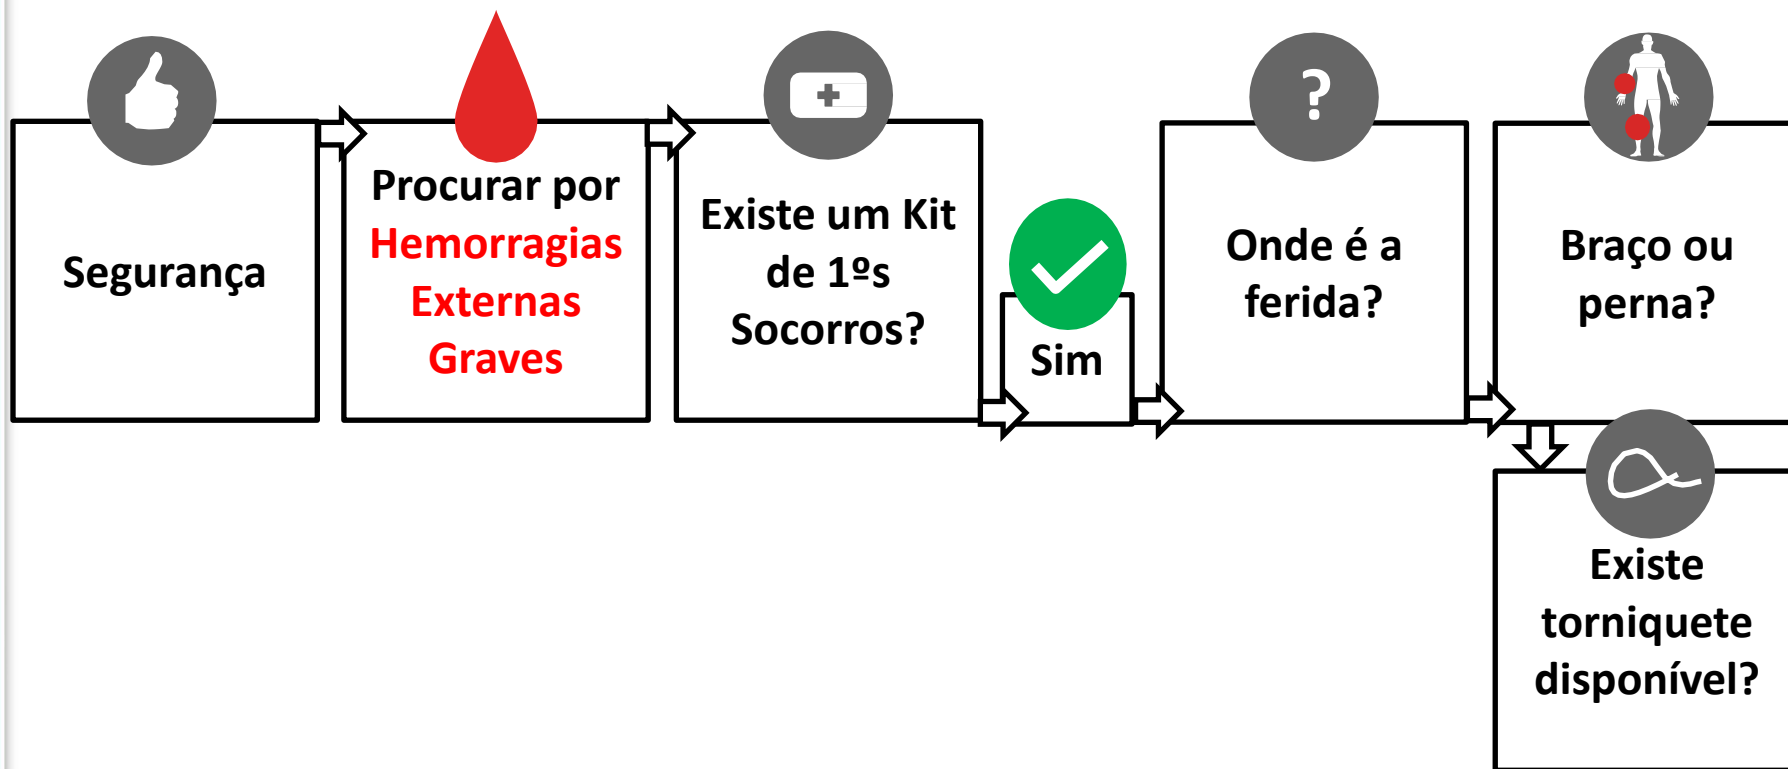 Segurança
Procurar por
Hemorragias
Externas
Graves
Existe um Kit
de 1ºs
Socorros?
Sim
?
Onde é a
ferida?
Braço ou
perna?
Existe
torniquete
disponível?